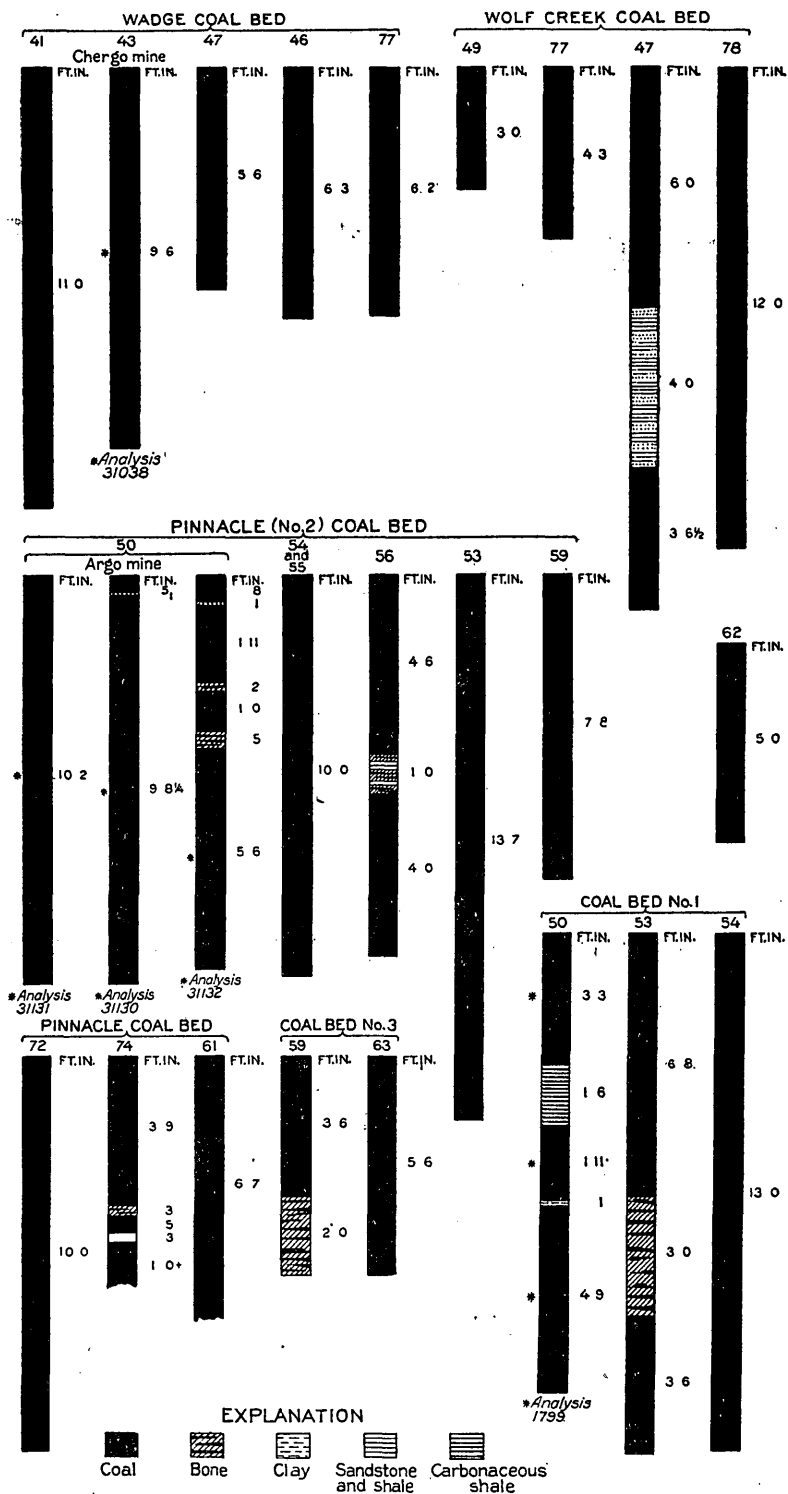 WADGE COAL BED
41 43 47 46 77
Chergo mine
FT.IN. FT.IN. FT.IN. FT.IN. FT.IN.
11 0
* 9 6
5 6
6 3
6 2
*Analysis
31038
WOLF CREEK COAL BED
49 77 47 78
FT.IN. FT.IN. FT.IN. FT.IN.
3 0
4 3
6 0
4 0
3 6½
12 0
62
FT.IN.
5 0
PINNACLE (No.2) COAL BED
50 54 and 55 56 53 59
Argo mine
FT.IN. FT.IN. FT.IN. FT.IN. FT.IN. FT.IN. FT.IN.
* 10 2
5
1
* 9 8¼
8
1
1 11
2
1 0
5
* 5 6
10 0
4 6
1 0
4 0
13 7
7 8
*Analysis
31131
*Analysis
31130
*Analysis
31132
PINNACLE COAL BED
72 74 61
FT.IN. FT.IN. FT.IN.
10 0
3 9
3
5
3
1 0+
6 7
COAL BED No.3
59 63
FT.IN. FT.IN.
3 6
2 0
5 6
COAL BED No.1
50 53 54
FT.IN. FT.IN. FT.IN.
* 3 3
1 6
* 1 11
1
* 4 9
6 8
3 0
3 6
13 0
*Analysis
1799
EXPLANATION
Coal
Bone
Clay
Sandstone
and shale
Carbonaceous
shale